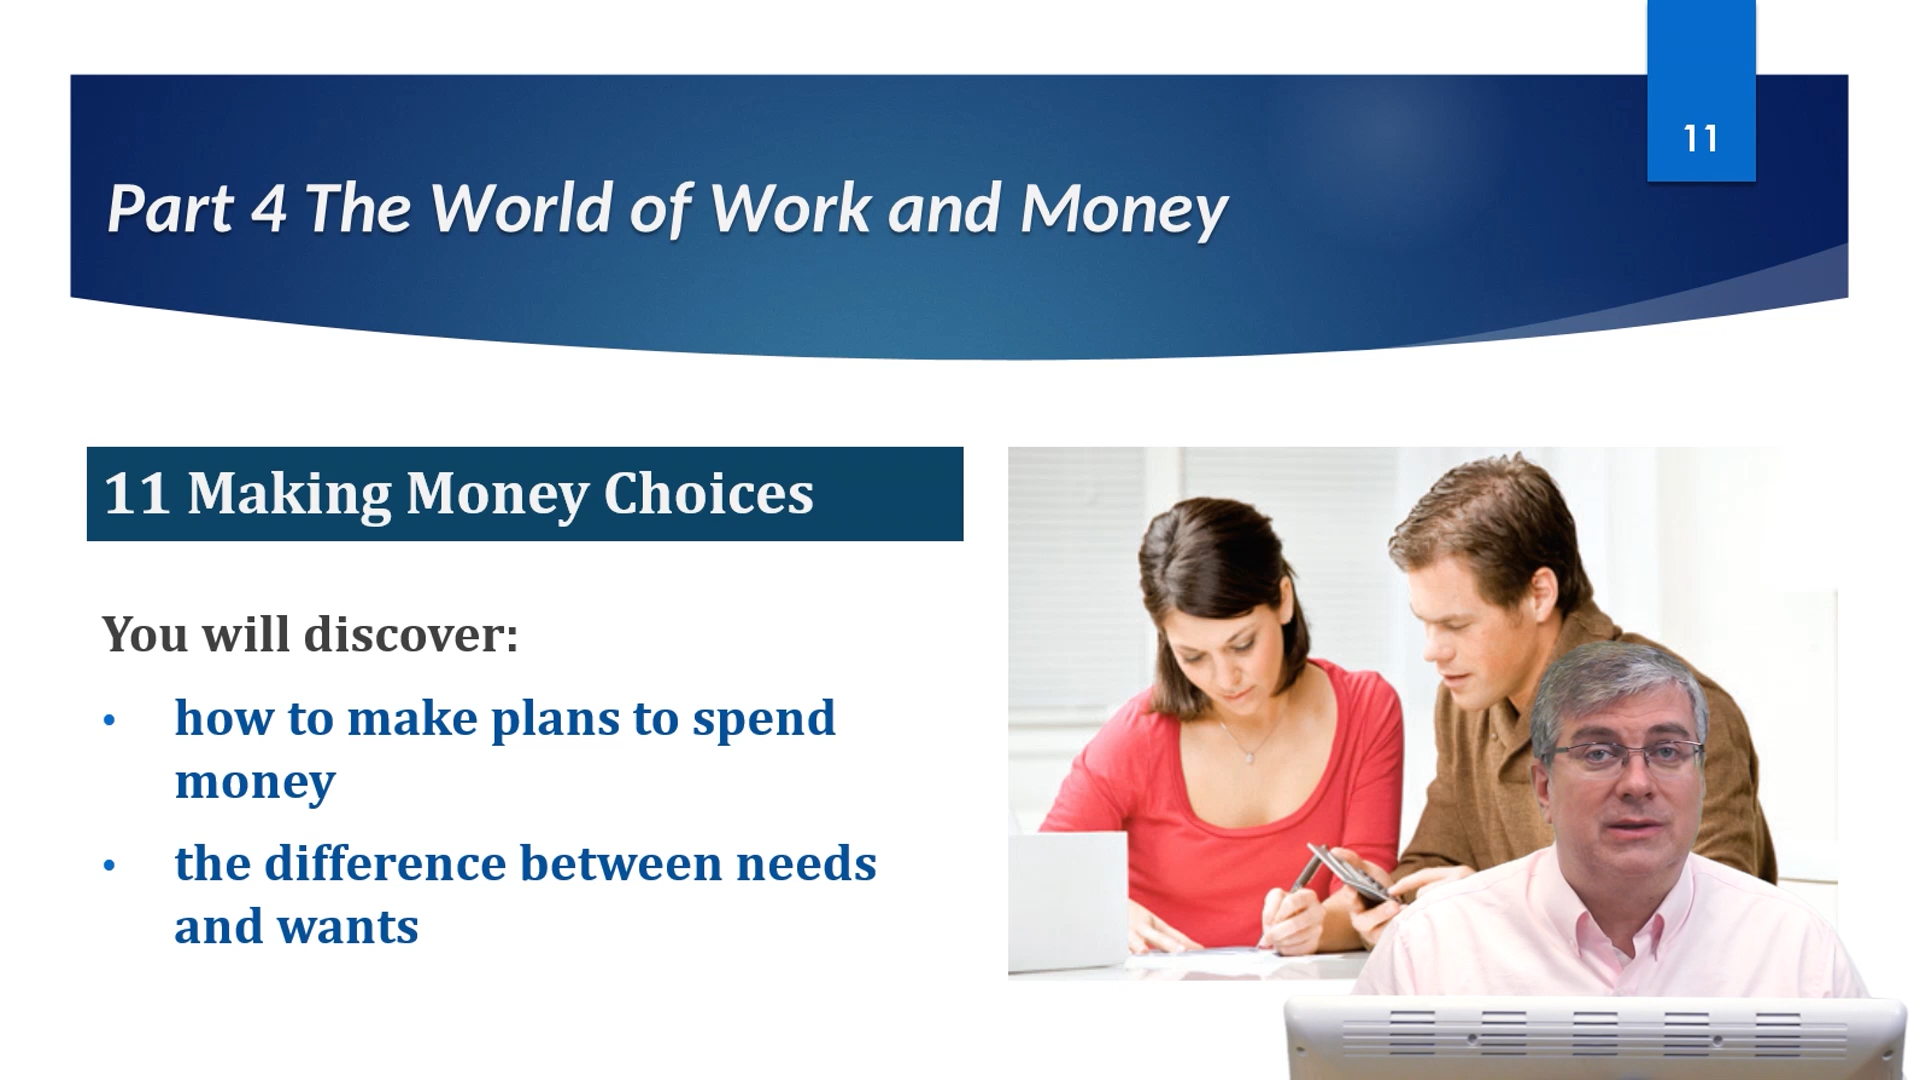 11
Part 4 The World of Work and Money
11 Making Money Choices
You will discover:
• how to make plans to spend
money
• the difference between needs
and wants